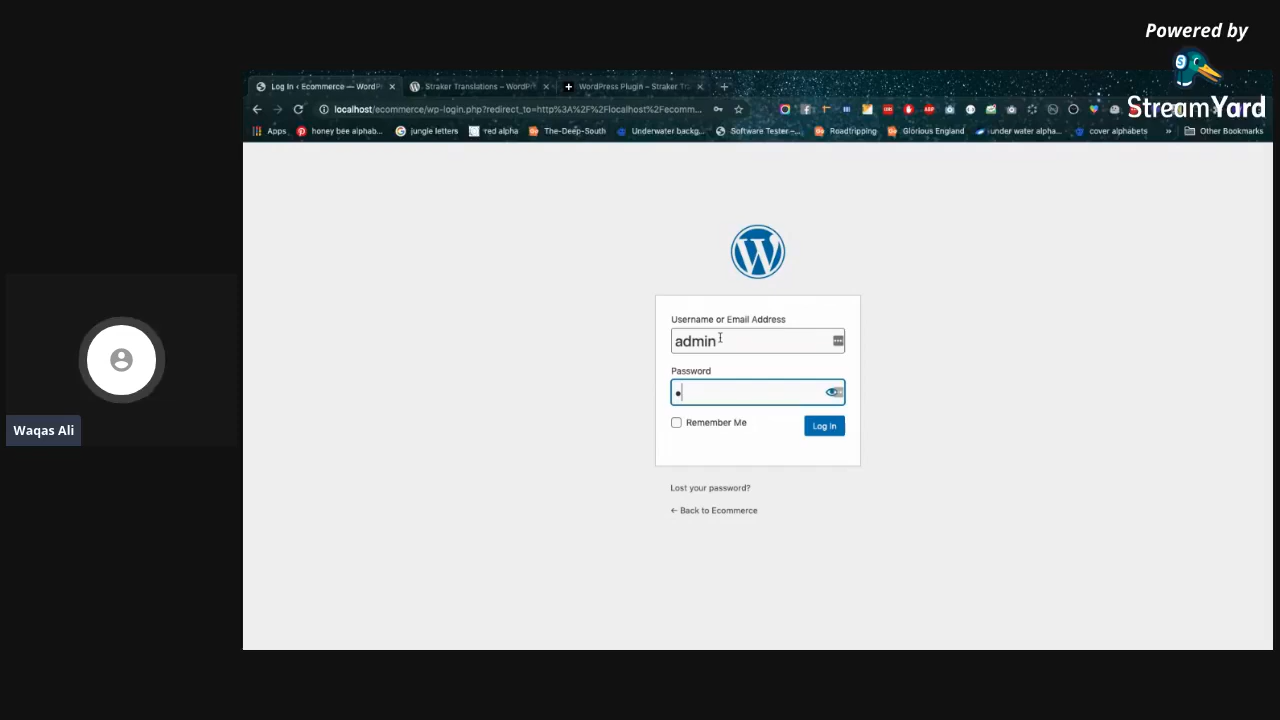 Powered by
StreamYard
Log In ‹ Ecommerce — WordP
Straker Translations – WordPr
WordPress Plugin – Straker Tr
localhost/ecommerce/wp-login.php?redirect_to=http%3A%2F%2Flocalhost%2Fecomm...
Apps
honey bee alphab...
jungle letters
red alpha
The-Deep-South
Underwater backg...
Software Tester –...
Roadtripping
Glorious England
under water alpha...
cover alphabets
»
Other Bookmarks
Username or Email Address
admin
Password
Remember Me
Log In
Lost your password?
← Back to Ecommerce
Waqas Ali